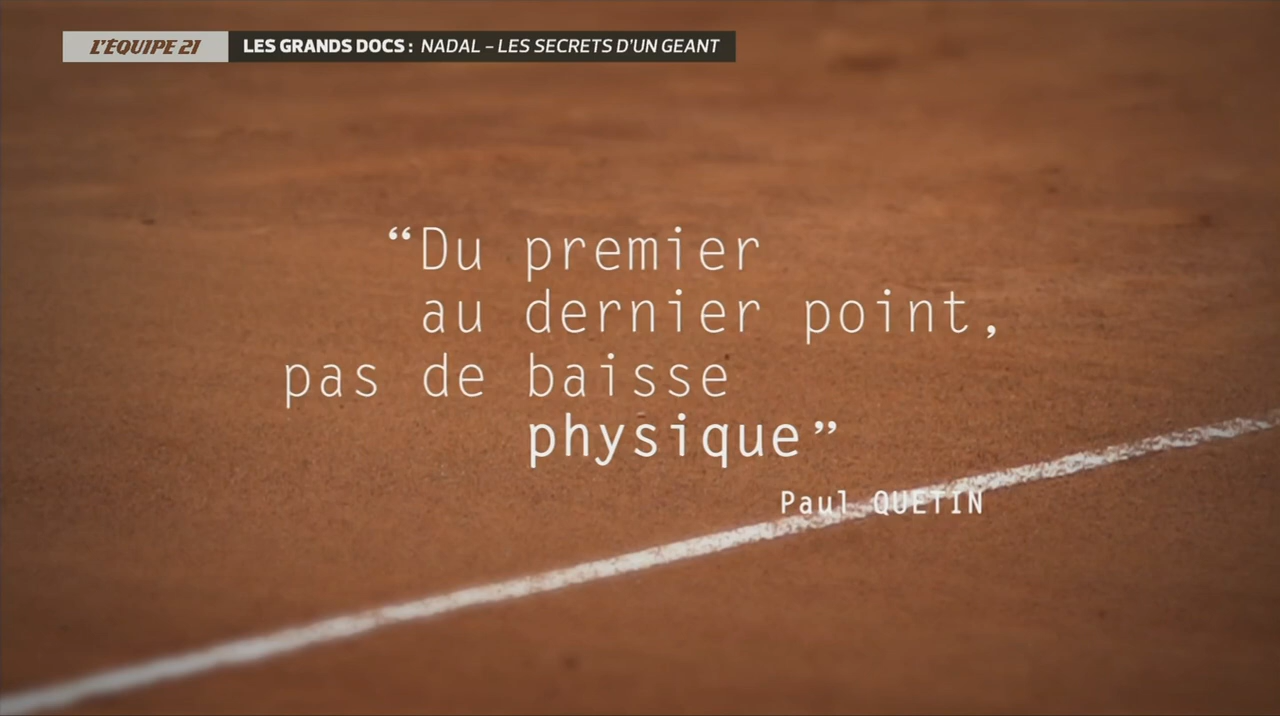 L'ÉQUIPE 21 LES GRANDS DOCS : NADAL – LES SECRETS D'UN GEANT
“Du premier
au dernier point,
pas de baisse
physique”
Paul QUETIN